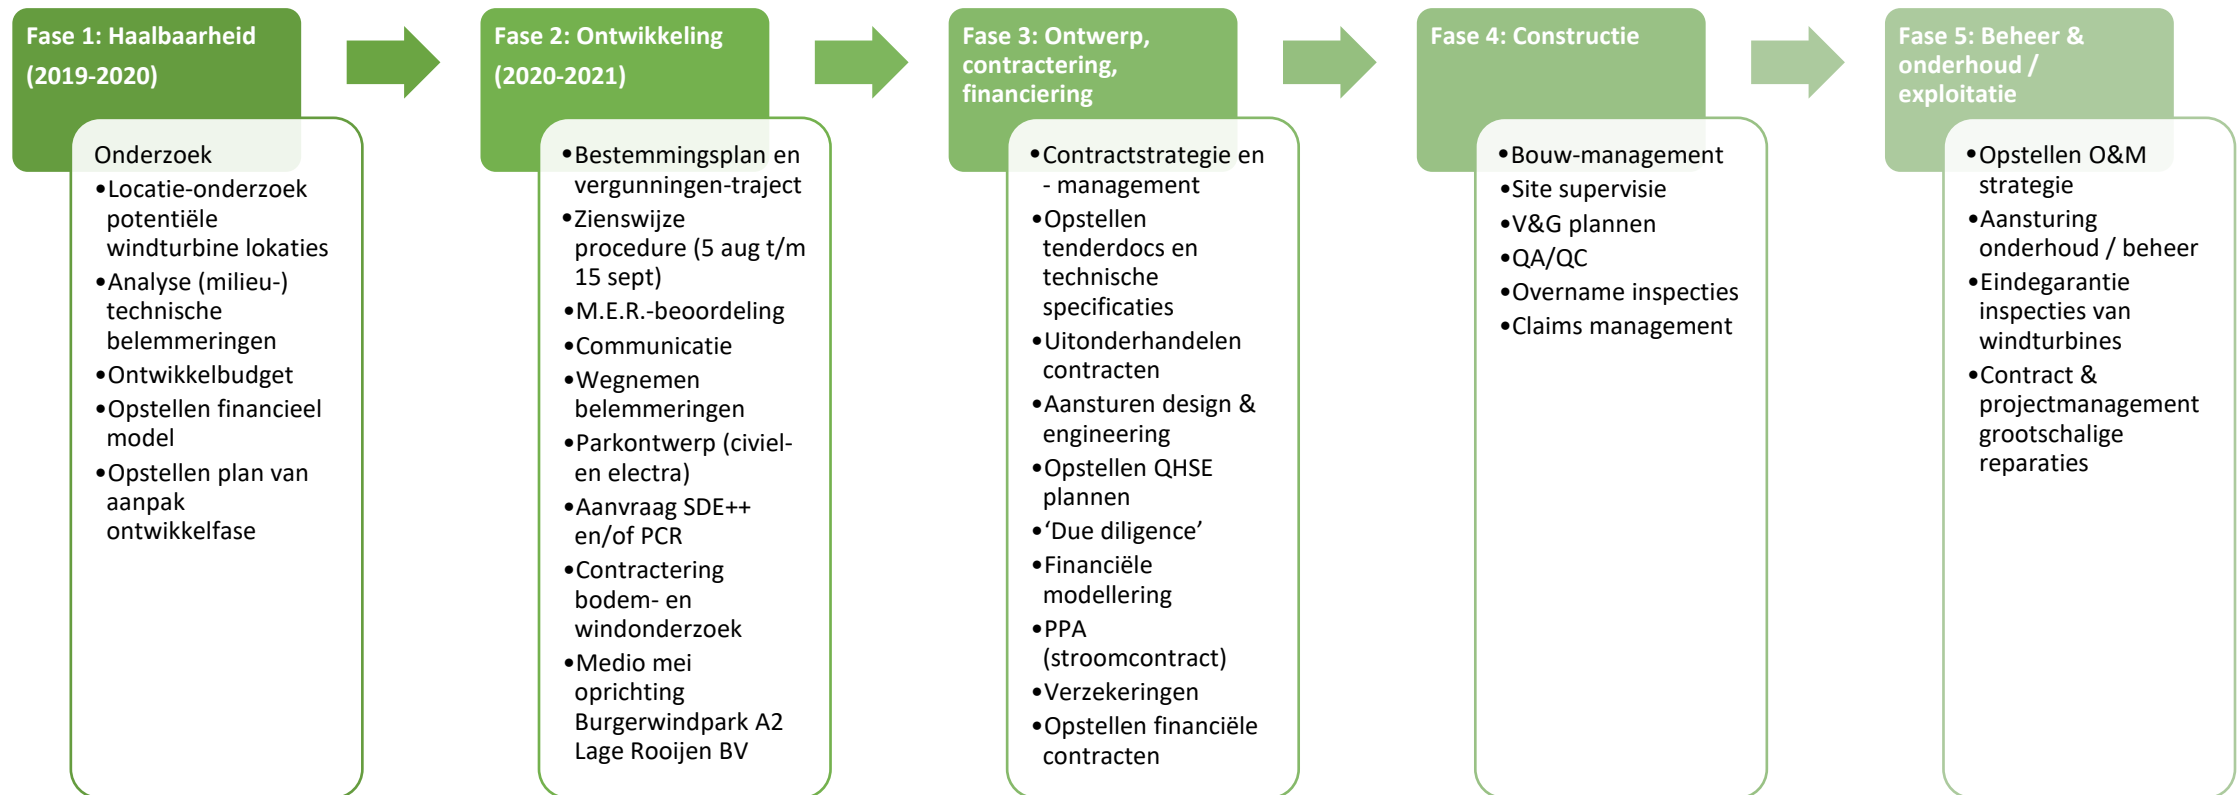 Fase 1: Haalbaarheid
(2019-2020)
Onderzoek
•Locatie-onderzoek
potentiële
windturbine lokaties
•Analyse (milieu-)
technische
belemmeringen
•Ontwikkelbudget
•Opstellen financieel
model
•Opstellen plan van
aanpak
ontwikkelfase
Fase 2: Ontwikkeling
(2020-2021)
•Bestemmingsplan en
vergunningen-traject
•Zienswijze
procedure (5 aug t/m
15 sept)
•M.E.R.-beoordeling
•Communicatie
•Wegnemen
belemmeringen
•Parkontwerp (civiel-
en electra)
•Aanvraag SDE++
en/of PCR
•Contractering
bodem- en
windonderzoek
•Medio mei
oprichting
Burgerwindpark A2
Lage Rooijen BV
Fase 3: Ontwerp,
contractering,
financiering
•Contractstrategie en
- management
•Opstellen
tenderdocs en
technische
specificaties
•Uitonderhandelen
contracten
•Aansturen design &
engineering
•Opstellen QHSE
plannen
•‘Due diligence’
•Financiële
modellering
•PPA
(stroomcontract)
•Verzekeringen
•Opstellen financiële
contracten
Fase 4: Constructie
•Bouw-management
•Site supervisie
•V&G plannen
•QA/QC
•Overname inspecties
•Claims management
Fase 5: Beheer &
onderhoud /
exploitatie
•Opstellen O&M
strategie
•Aansturing
onderhoud / beheer
•Eindegarantie
inspecties van
windturbines
•Contract &
projectmanagement
grootschalige
reparaties